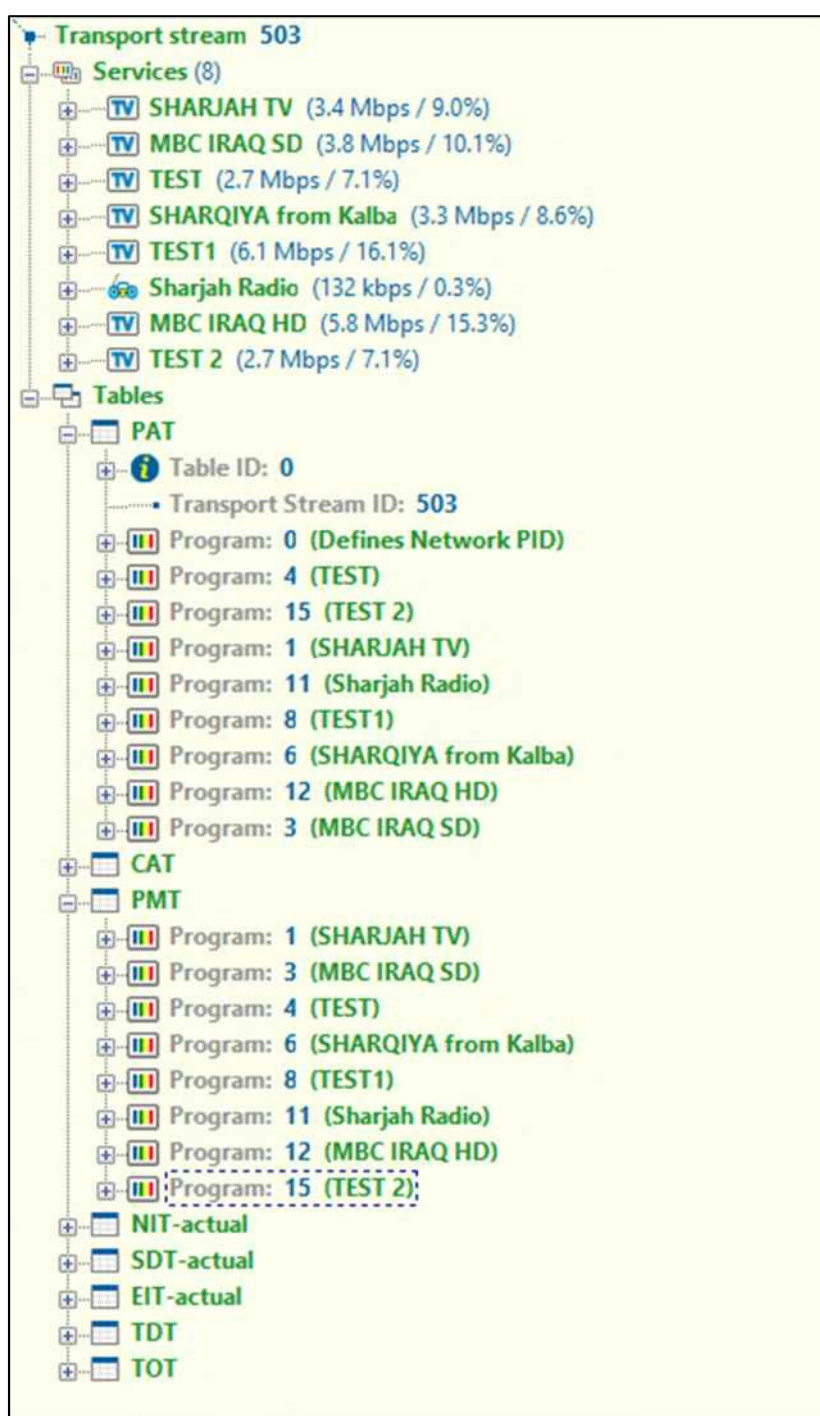 Transport stream 503
Services (8)
TV SHARJAH TV (3.4 Mbps / 9.0%)
TV MBC IRAQ SD (3.8 Mbps / 10.1%)
TV TEST (2.7 Mbps / 7.1%)
TV SHARQIYA from Kalba (3.3 Mbps / 8.6%)
TV TEST1 (6.1 Mbps / 16.1%)
Sharjah Radio (132 kbps / 0.3%)
TV MBC IRAQ HD (5.8 Mbps / 15.3%)
TV TEST 2 (2.7 Mbps / 7.1%)
Tables
PAT
Table ID: 0
Transport Stream ID: 503
Program: 0 (Defines Network PID)
Program: 4 (TEST)
Program: 15 (TEST 2)
Program: 1 (SHARJAH TV)
Program: 11 (Sharjah Radio)
Program: 8 (TEST1)
Program: 6 (SHARQIYA from Kalba)
Program: 12 (MBC IRAQ HD)
Program: 3 (MBC IRAQ SD)
CAT
PMT
Program: 1 (SHARJAH TV)
Program: 3 (MBC IRAQ SD)
Program: 4 (TEST)
Program: 6 (SHARQIYA from Kalba)
Program: 8 (TEST1)
Program: 11 (Sharjah Radio)
Program: 12 (MBC IRAQ HD)
Program: 15 (TEST 2)
NIT-actual
SDT-actual
EIT-actual
TDT
TOT